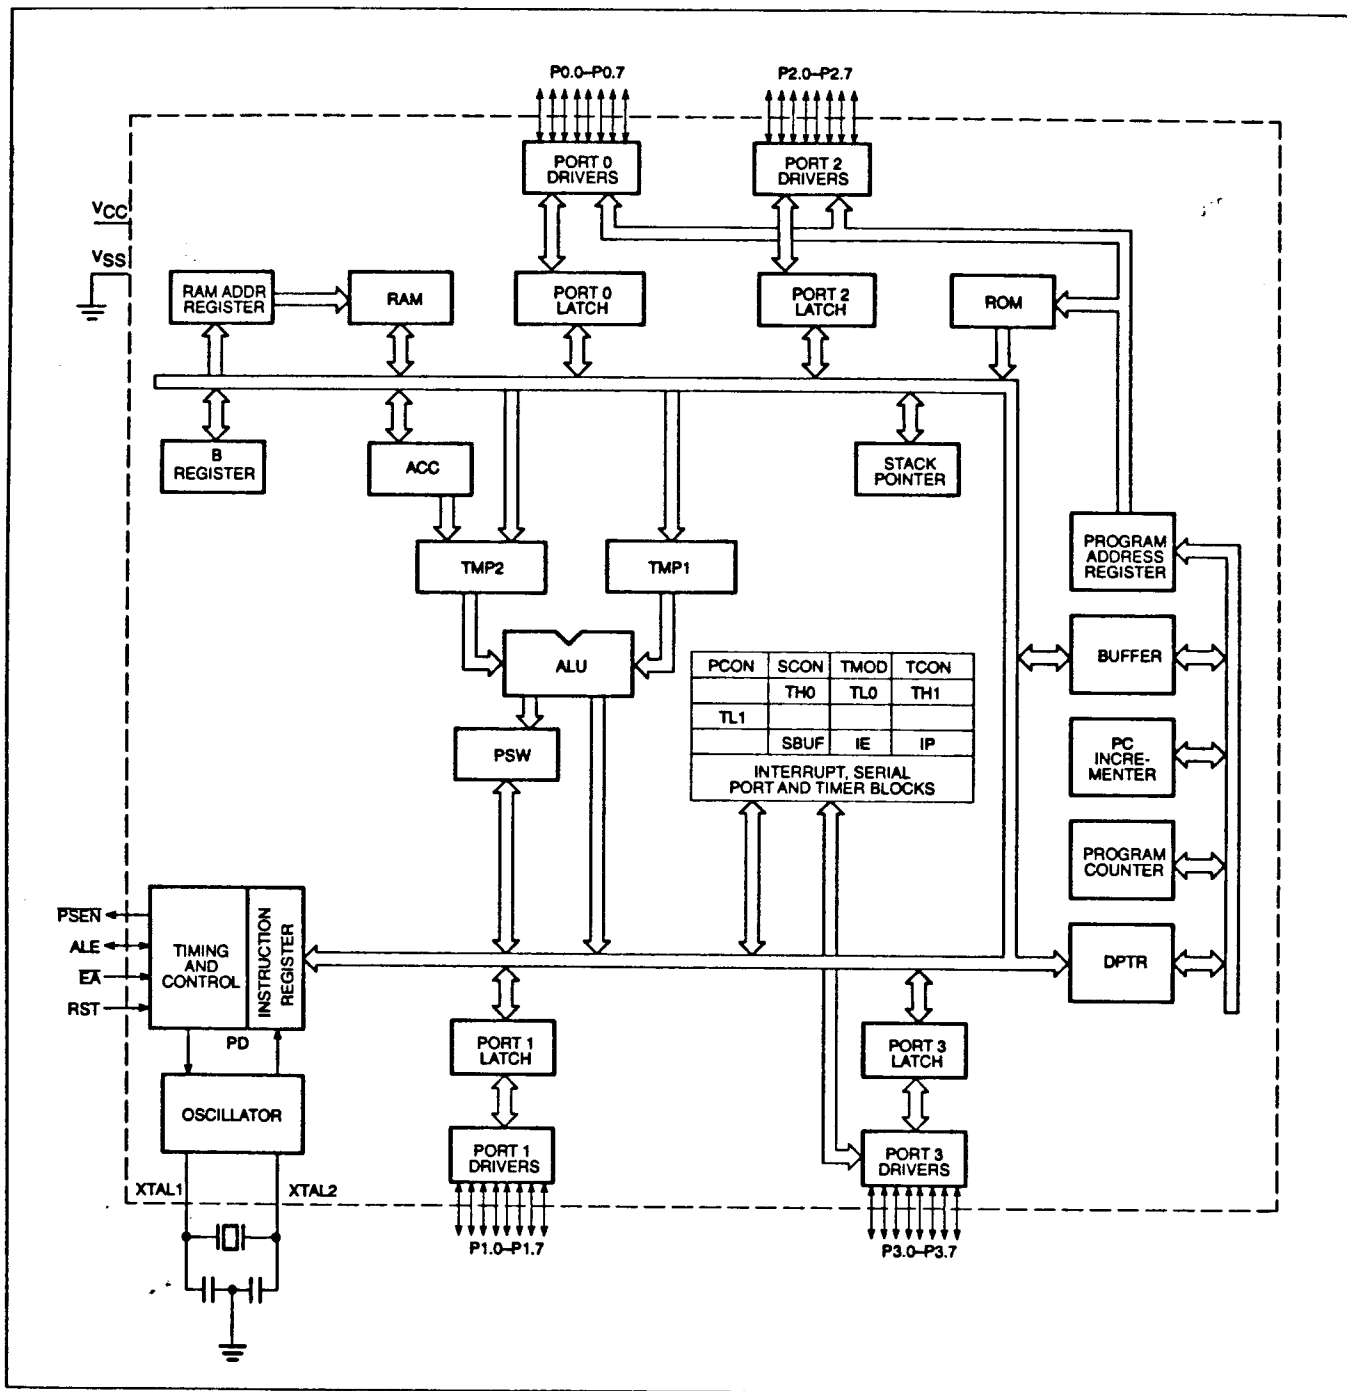 P0.0–P0.7
P2.0–P2.7
PORT 0
DRIVERS
PORT 2
DRIVERS
VCC
VSS
RAM ADDR
REGISTER
RAM
PORT 0
LATCH
PORT 2
LATCH
ROM
B
REGISTER
ACC
STACK
POINTER
TMP2
TMP1
PROGRAM
ADDRESS
REGISTER
ALU
BUFFER
PCON SCON TMOD TCON
TH0 TL0 TH1
TL1
SBUF IE IP
INTERRUPT, SERIAL
PORT AND TIMER BLOCKS
PSW
PC
INCRE-
MENTER
PROGRAM
COUNTER
PSEN
ALE
EA
RST
TIMING
AND
CONTROL
INSTRUCTION
REGISTER
DPTR
PD
PORT 1
LATCH
PORT 3
LATCH
OSCILLATOR
PORT 1
DRIVERS
PORT 3
DRIVERS
XTAL1
XTAL2
P1.0–P1.7
P3.0–P3.7